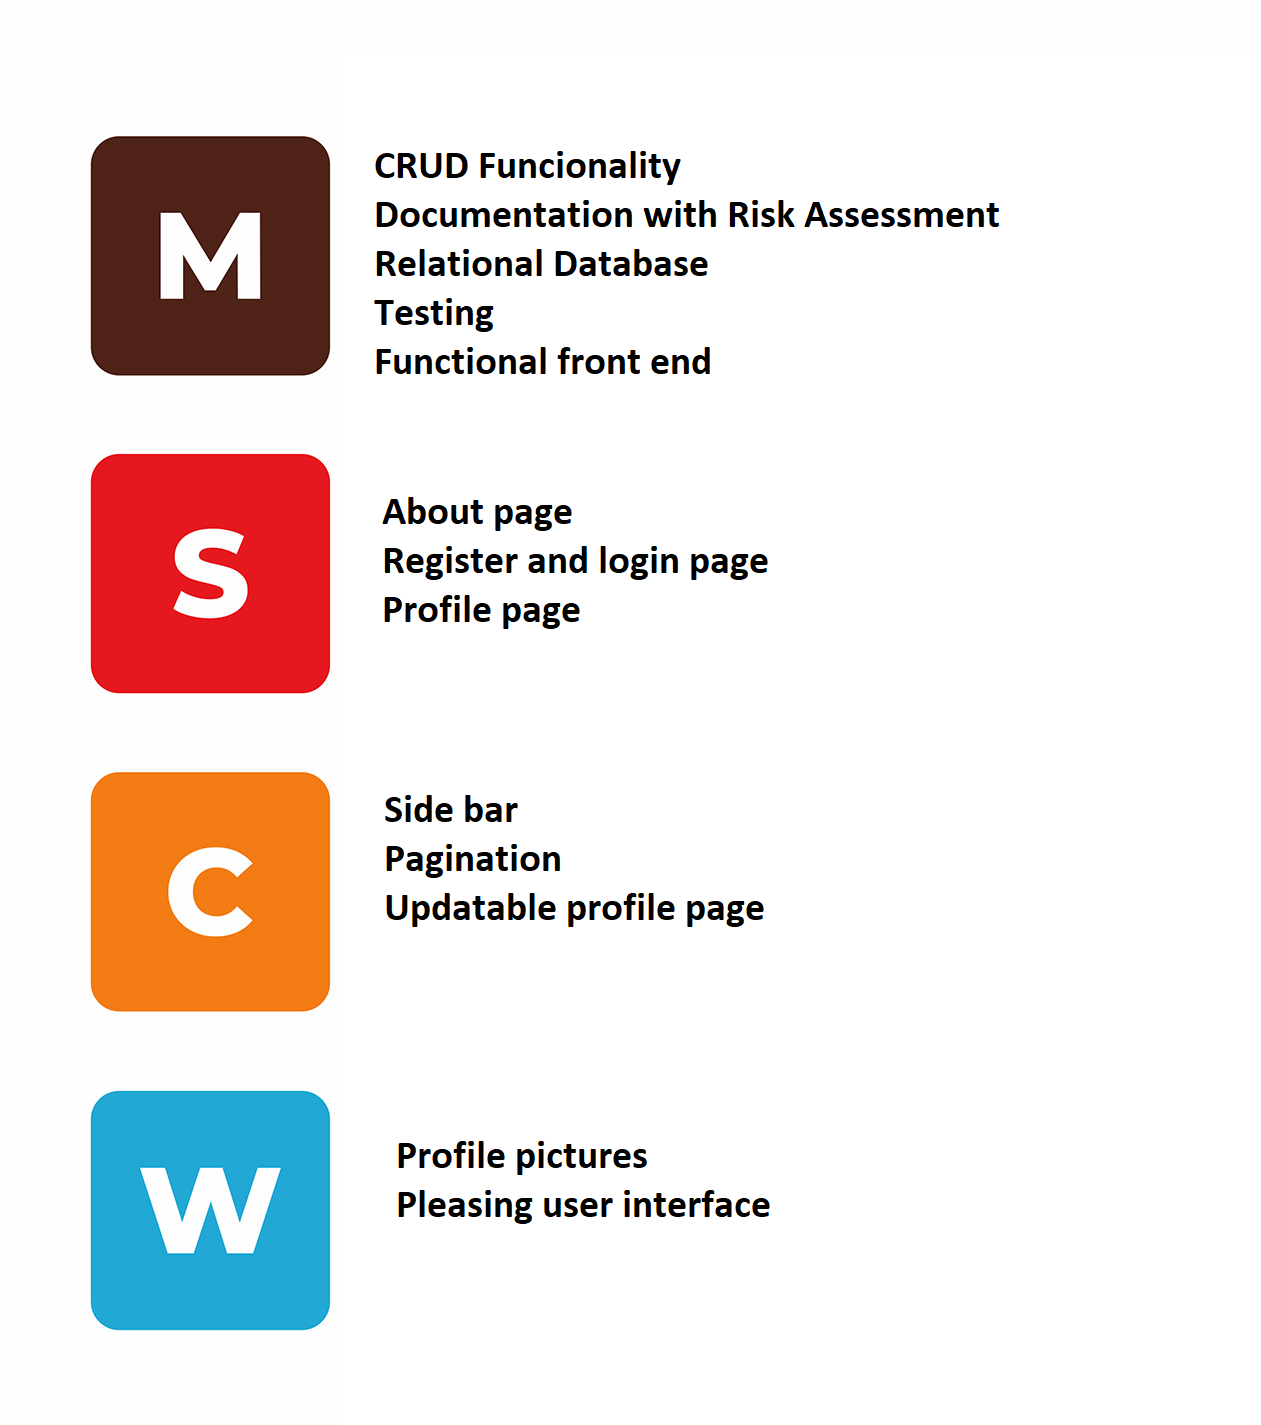 M
CRUD Funcionality
Documentation with Risk Assessment
Relational Database
Testing
Functional front end
S
About page
Register and login page
Profile page
C
Side bar
Pagination
Updatable profile page
W
Profile pictures
Pleasing user interface